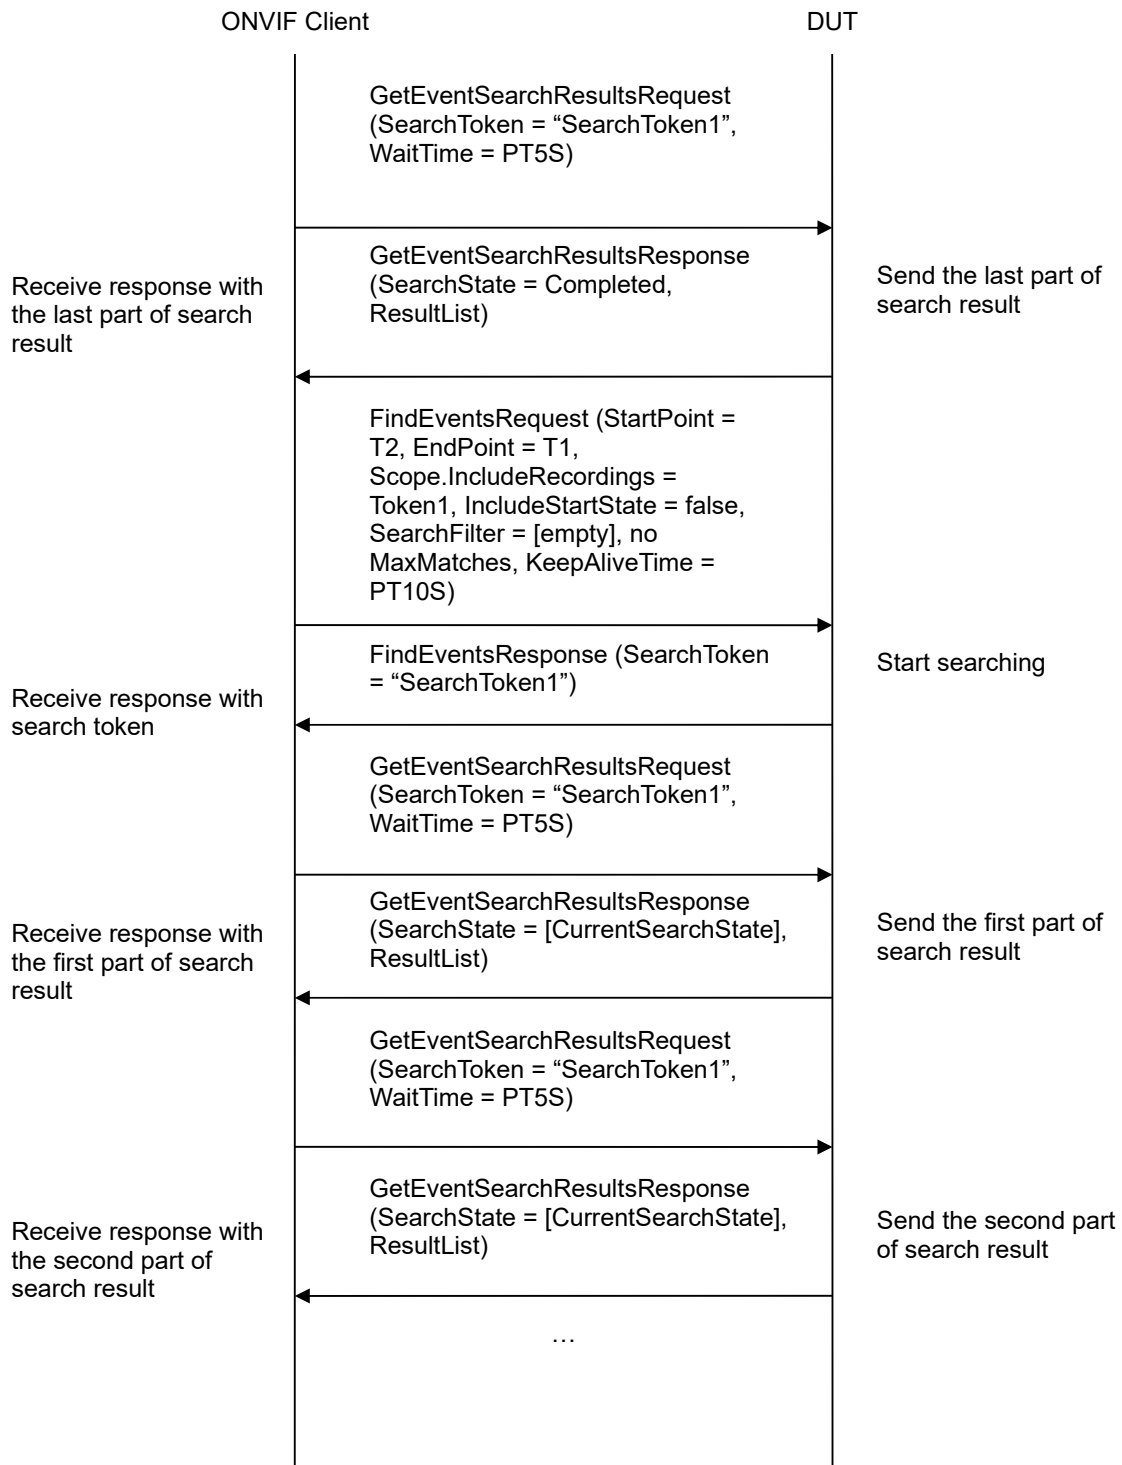 ONVIF Client
DUT
GetEventSearchResultsRequest
(SearchToken = “SearchToken1”,
WaitTime = PT5S)
GetEventSearchResultsResponse
(SearchState = Completed,
ResultList)
Send the last part of
search result
Receive response with
the last part of search
result
FindEventsRequest (StartPoint =
T2, EndPoint = T1,
Scope.IncludeRecordings =
Token1, IncludeStartState = false,
SearchFilter = [empty], no
MaxMatches, KeepAliveTime =
PT10S)
FindEventsResponse (SearchToken
= “SearchToken1”)
Start searching
Receive response with
search token
GetEventSearchResultsRequest
(SearchToken = “SearchToken1”,
WaitTime = PT5S)
GetEventSearchResultsResponse
(SearchState = [CurrentSearchState],
ResultList)
Send the first part of
search result
Receive response with
the first part of search
result
GetEventSearchResultsRequest
(SearchToken = “SearchToken1”,
WaitTime = PT5S)
GetEventSearchResultsResponse
(SearchState = [CurrentSearchState],
ResultList)
Send the second part
of search result
Receive response with
the second part of
search result
…